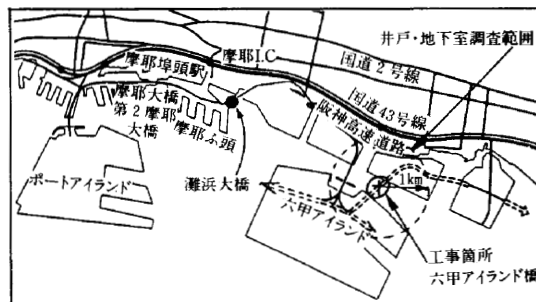 井戸・地下室調査範囲
摩耶I.C
摩耶埠頭駅
国道2号線
国道43号線
摩耶大橋
第2摩耶大橋
摩耶ふ頭
阪神高速道路
灘浜大橋
ポートアイランド
六甲アイランド
1km
工事箇所
六甲アイランド橋